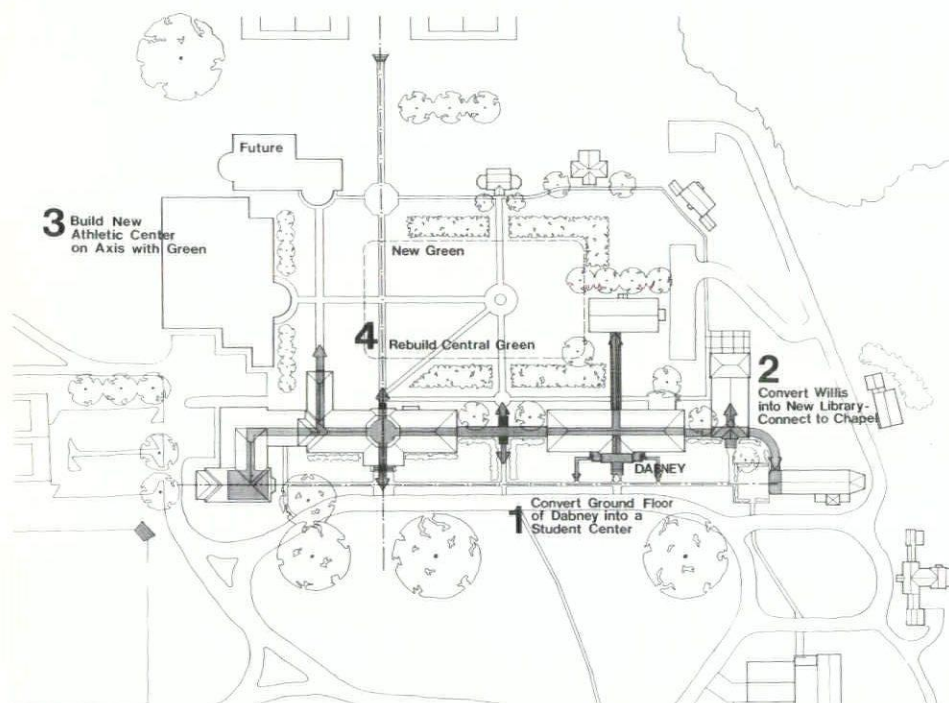 Future
3 Build New
Athletic Center
on Axis with Green
New Green
4 Rebuild Central Green
2
Convert Willis
into New Library-
Connect to Chapel
DABNEY
1 Convert Ground Floor
of Dabney into a
Student Center